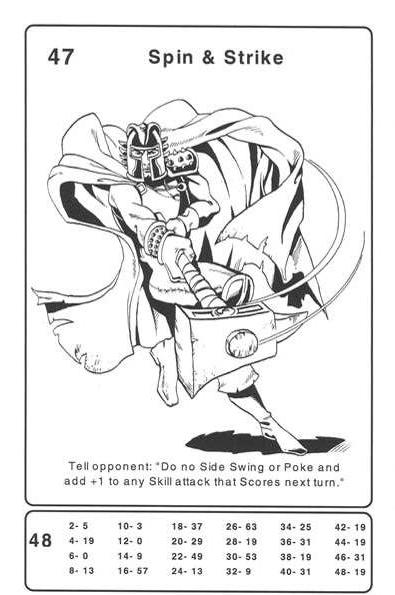 47 Spin & Strike
Tell opponent: "Do no Side Swing or Poke and
add +1 to any Skill attack that Scores next turn."
48
2- 5 10- 3 18- 37 26- 63 34- 25 42- 19
4- 19 12- 0 20- 29 28- 19 36- 31 44- 19
6- 0 14- 9 22- 49 30- 53 38- 19 46- 31
8- 13 16- 57 24- 13 32- 9 40- 31 48- 19